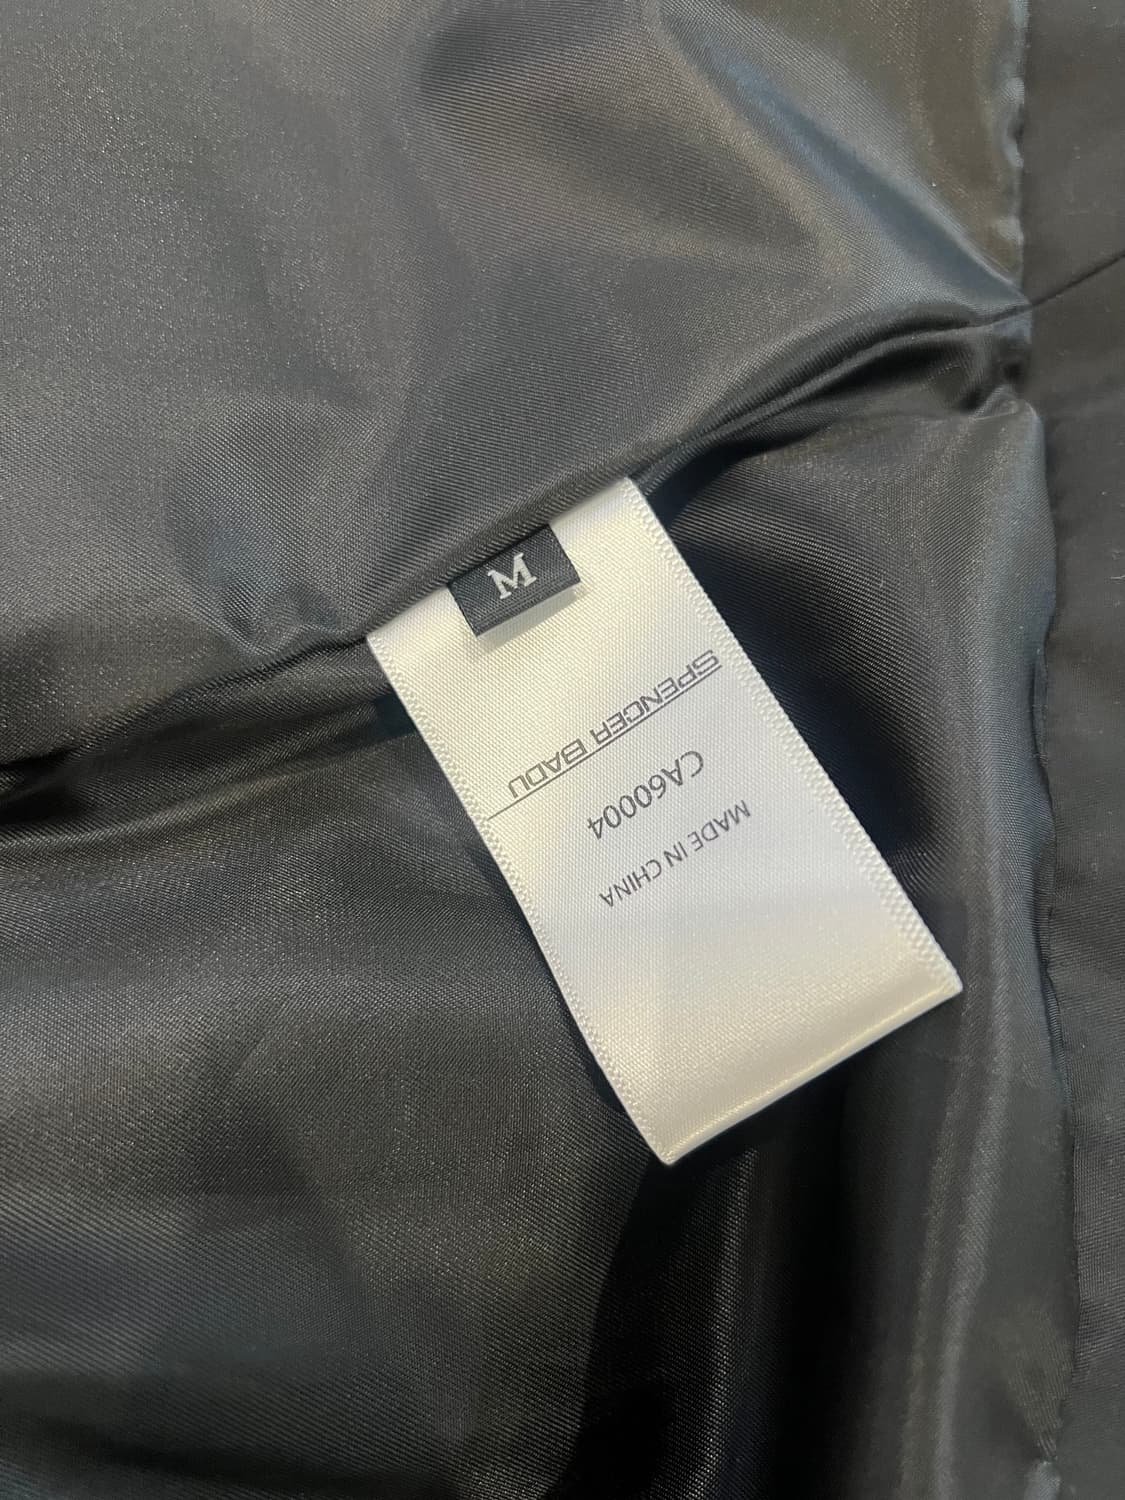 M
SPENCER BADU
CA60004
MADE IN CHINA